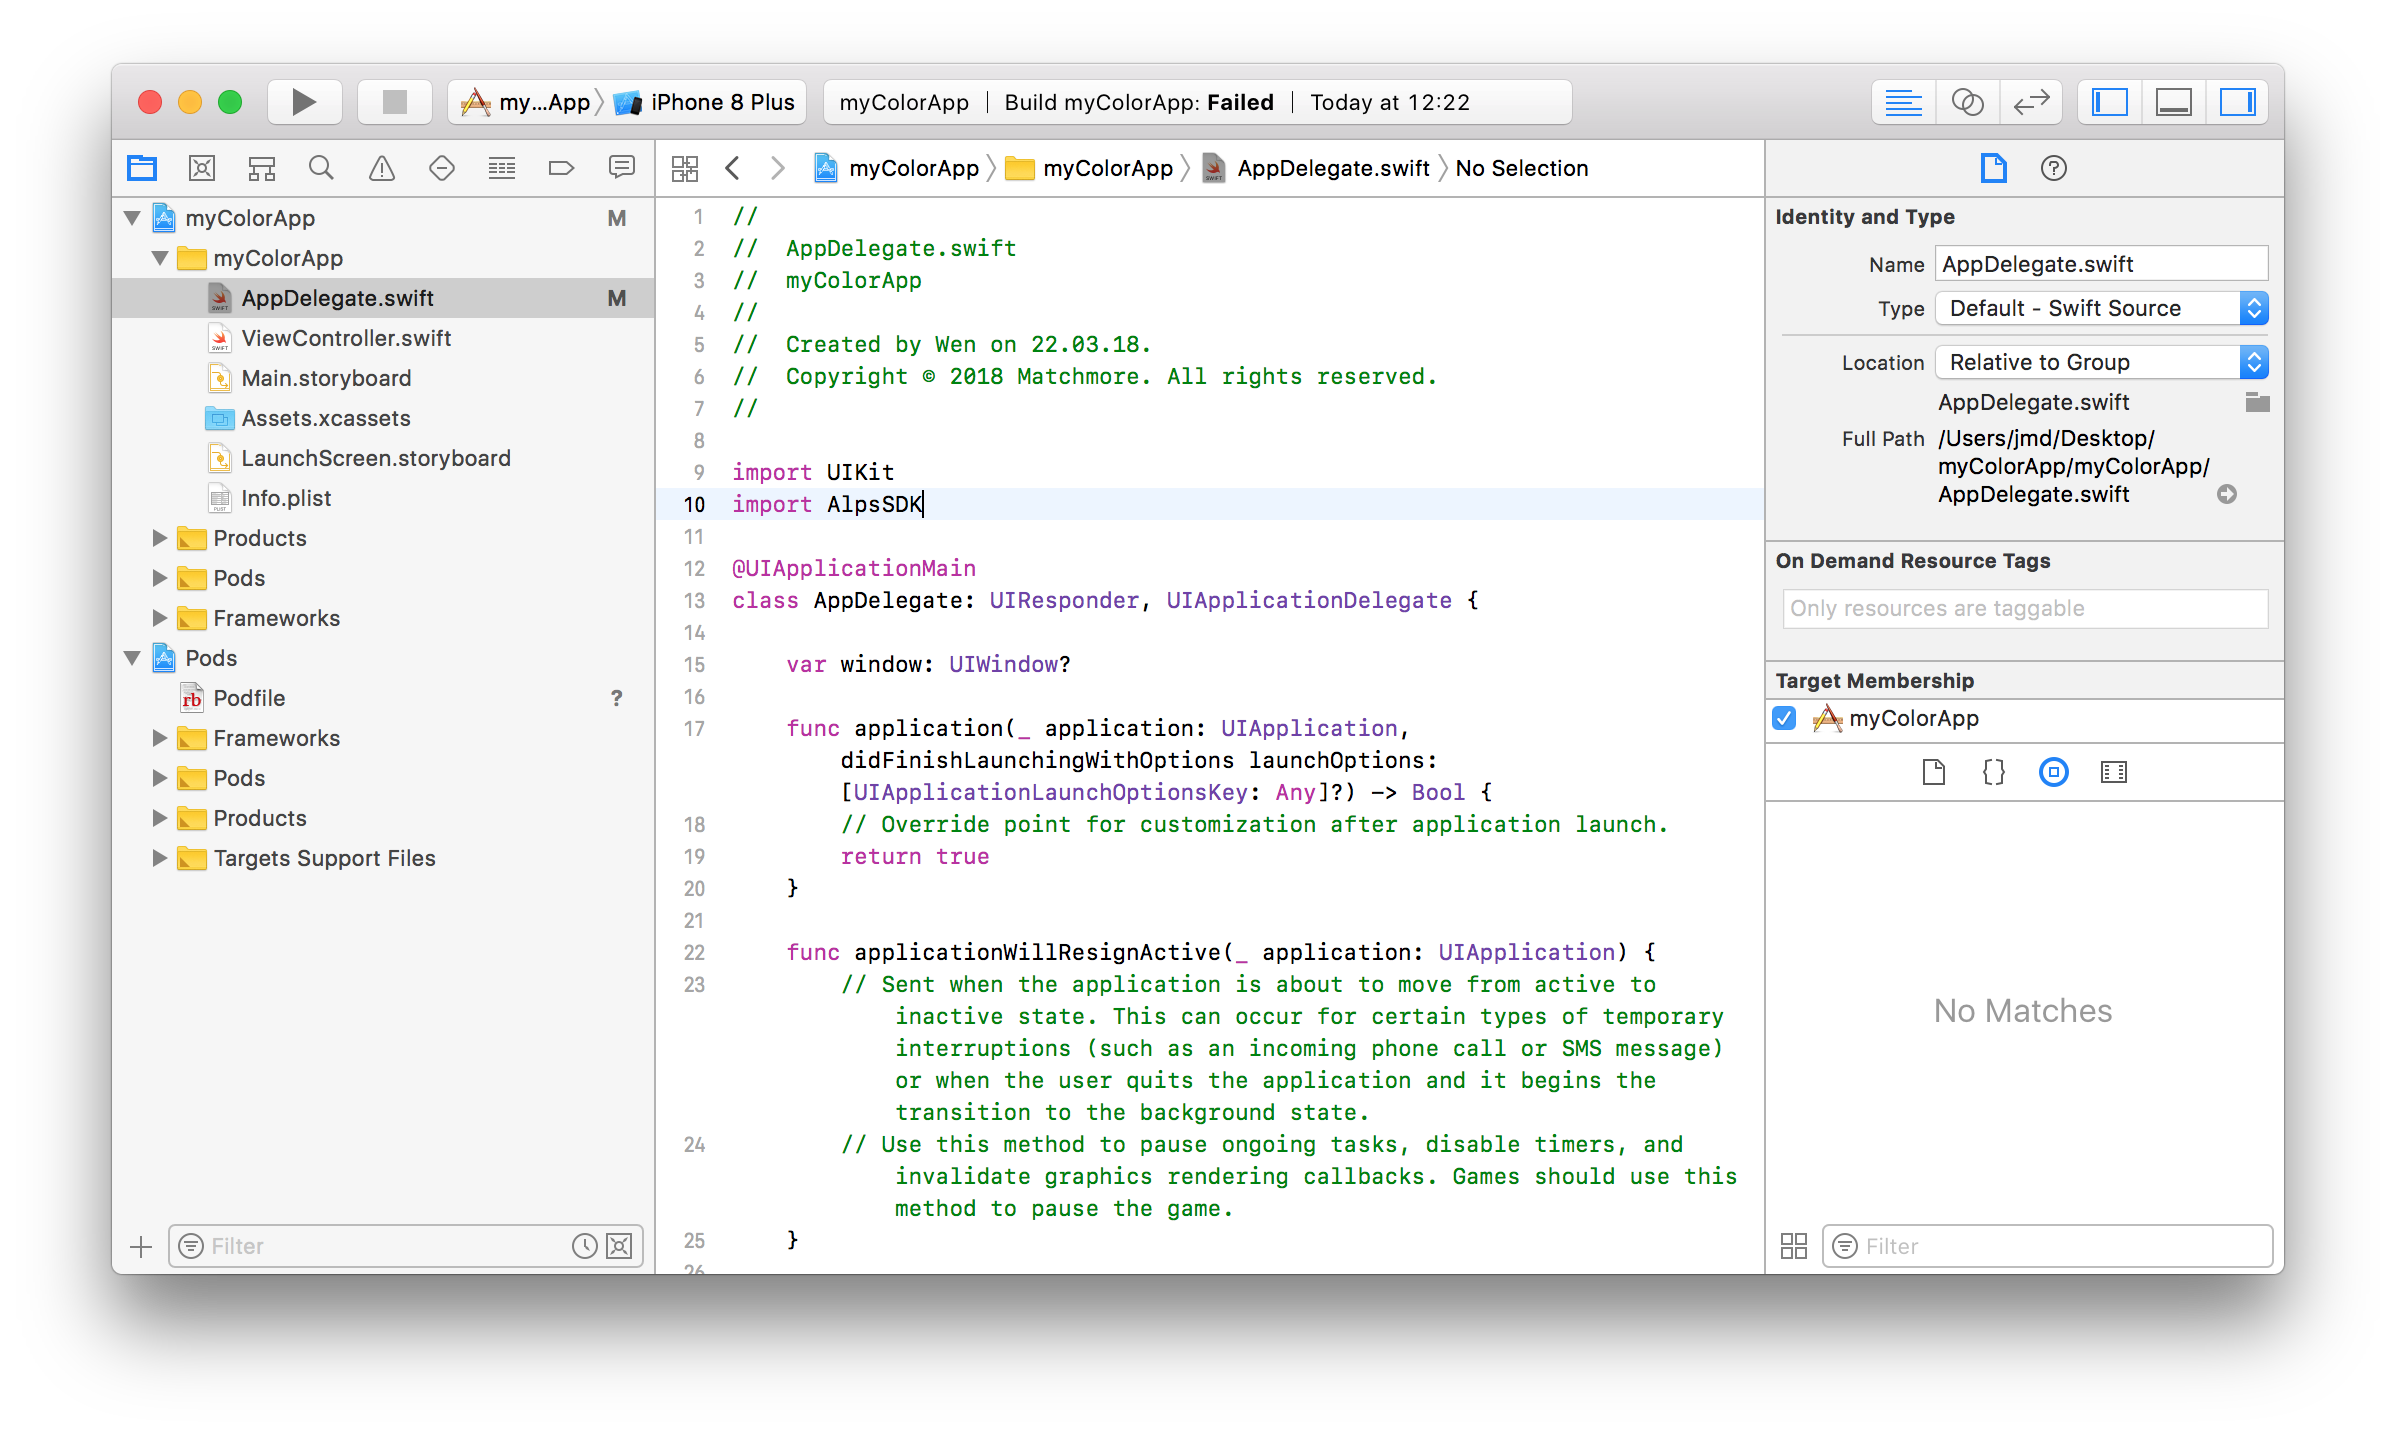 my...App
iPhone 8 Plus
myColorApp | Build myColorApp: Failed | Today at 12:22
myColorApp
M
myColorApp
AppDelegate.swift
M
ViewController.swift
Main.storyboard
Assets.xcassets
LaunchScreen.storyboard
Info.plist
Products
Pods
Frameworks
Pods
Podfile
?
Frameworks
Pods
Products
Targets Support Files
Filter
myColorApp
myColorApp
AppDelegate.swift
No Selection
1 //
2 //  AppDelegate.swift
3 //  myColorApp
4 //
5 //  Created by Wen on 22.03.18.
6 //  Copyright © 2018 Matchmore. All rights reserved.
7 //
8
9 import UIKit
10 import AlpsSDK
11
12 @UIApplicationMain
13 class AppDelegate: UIResponder, UIApplicationDelegate {
14
15     var window: UIWindow?
16
17     func application(_ application: UIApplication,
didFinishLaunchingWithOptions launchOptions:
[UIApplicationLaunchOptionsKey: Any]?) -> Bool {
18         // Override point for customization after application launch.
19         return true
20     }
21
22     func applicationWillResignActive(_ application: UIApplication) {
23         // Sent when the application is about to move from active to
inactive state. This can occur for certain types of temporary
interruptions (such as an incoming phone call or SMS message)
or when the user quits the application and it begins the
transition to the background state.
24         // Use this method to pause ongoing tasks, disable timers, and
invalidate graphics rendering callbacks. Games should use this
method to pause the game.
25     }
26
Identity and Type
Name AppDelegate.swift
Type Default - Swift Source
Location Relative to Group
AppDelegate.swift
Full Path /Users/jmd/Desktop/
myColorApp/myColorApp/
AppDelegate.swift
On Demand Resource Tags
Only resources are taggable
Target Membership
myColorApp
{}
No Matches
Filter